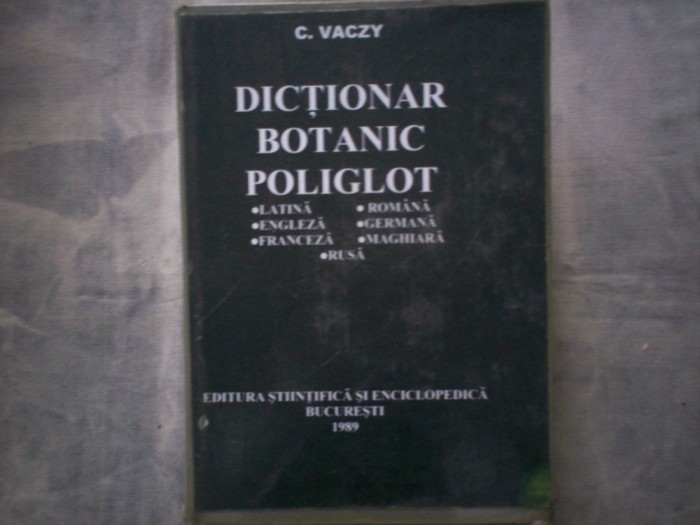 C. VACZY
DICȚIONAR
BOTANIC
POLIGLOT
●LATINĂ ● ROMÂNĂ
●ENGLEZĂ ●GERMANĂ
●FRANCEZĂ ●MAGHIARĂ
●RUSĂ
EDITURA ȘTIINȚIFICĂ ȘI ENCICLOPEDICĂ
BUCUREȘTI
1989